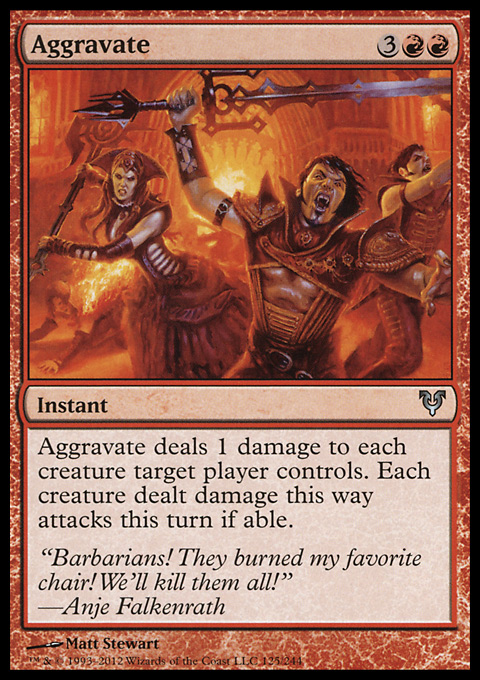 Aggravate 3
Instant
Aggravate deals 1 damage to each
creature target player controls. Each
creature dealt damage this way
attacks this turn if able.
“Barbarians! They burned my favorite
chair! We’ll kill them all!”
—Anje Falkenrath
Matt Stewart
™ & © 1993–2012 Wizards of the Coast LLC 125/244